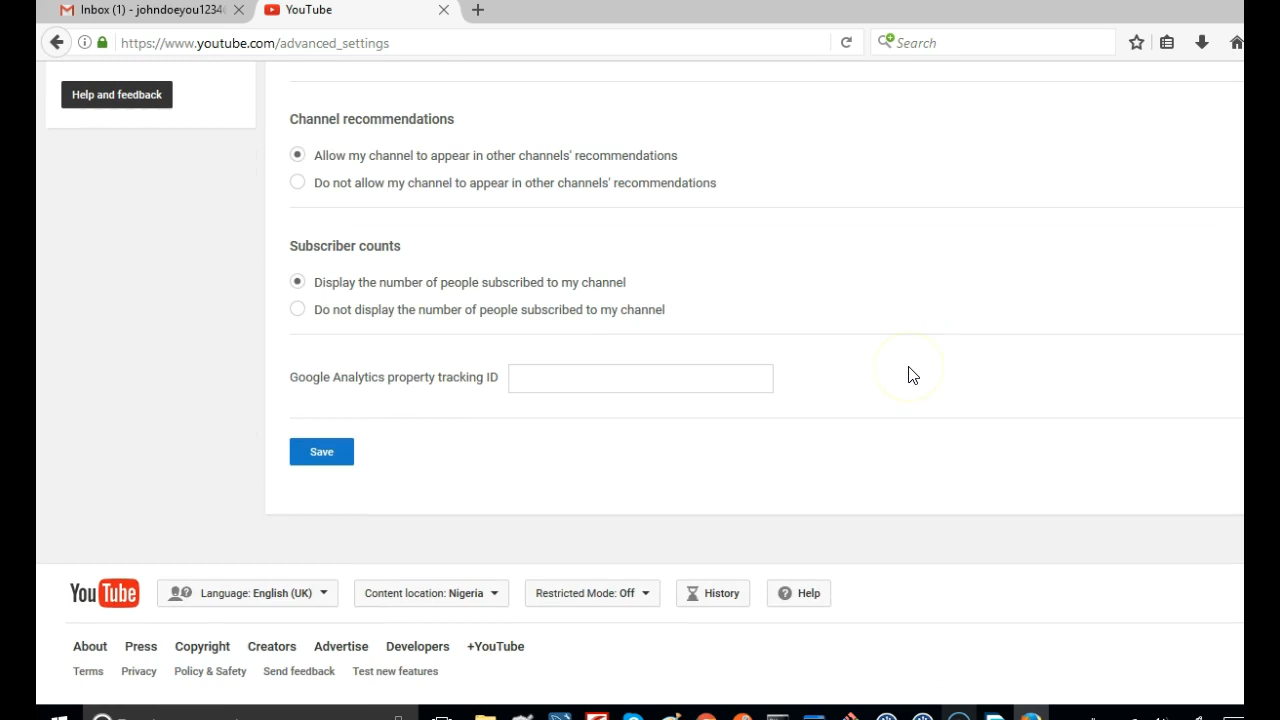 Inbox (1) - johndoeyou1234
YouTube
https://www.youtube.com/advanced_settings
Search
Help and feedback
Channel recommendations
Allow my channel to appear in other channels' recommendations
Do not allow my channel to appear in other channels' recommendations
Subscriber counts
Display the number of people subscribed to my channel
Do not display the number of people subscribed to my channel
Google Analytics property tracking ID
Save
YouTube
Language: English (UK)
Content location: Nigeria
Restricted Mode: Off
History
Help
About Press Copyright Creators Advertise Developers +YouTube
Terms Privacy Policy & Safety Send feedback Test new features